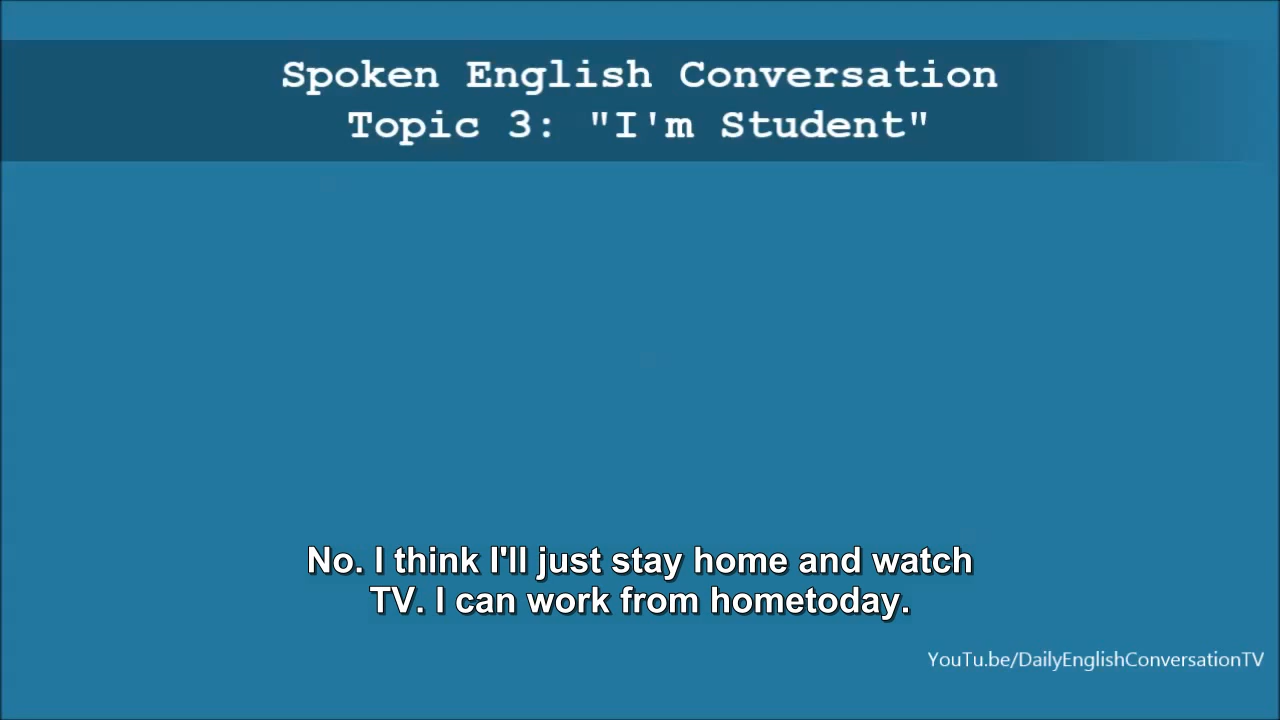 Spoken English Conversation
Topic 3: "I'm Student"
No. I think I'll just stay home and watch
TV. I can work from hometoday.
YouTu.be/DailyEnglishConversationTV